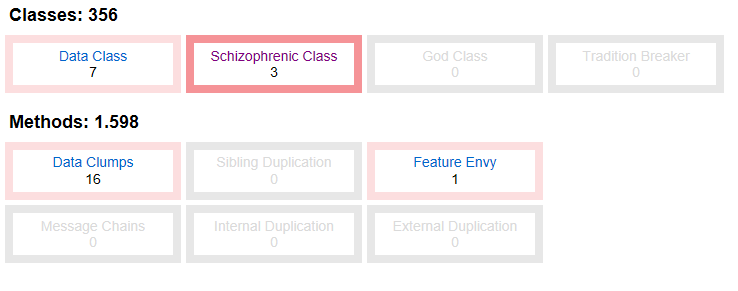 Classes: 356
Data Class
7
Schizophrenic Class
3
God Class
0
Tradition Breaker
0
Methods: 1.598
Data Clumps
16
Sibling Duplication
0
Feature Envy
1
Message Chains
0
Internal Duplication
0
External Duplication
0